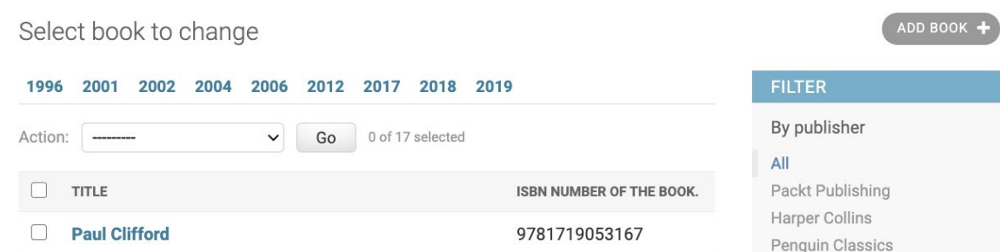 Select book to change
ADD BOOK +
1996 2001 2002 2004 2006 2012 2017 2018 2019
Action: --------- Go 0 of 17 selected
TITLE ISBN NUMBER OF THE BOOK.
Paul Clifford 9781719053167
FILTER
By publisher
All
Packt Publishing
Harper Collins
Penguin Classics